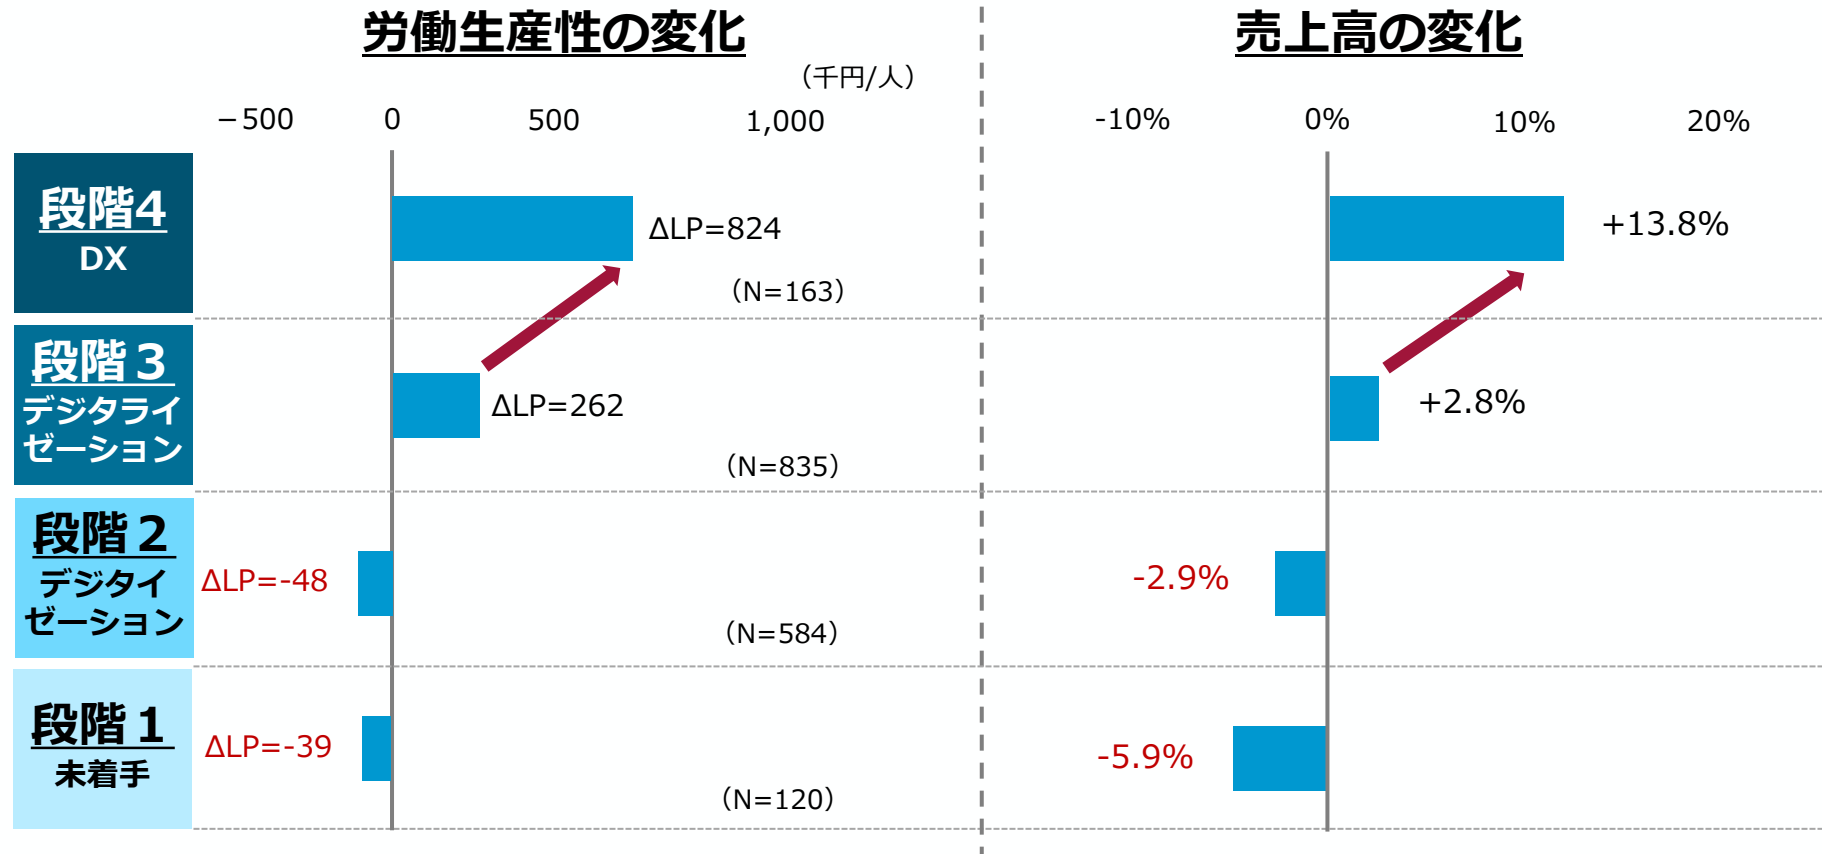 労働生産性の変化
（千円/人）
－500 0 500 1,000
段階4
DX
ΔLP=824
（N=163）
段階３
デジタライ
ゼーション
ΔLP=262
（N=835）
段階２
デジタイ
ゼーション
ΔLP=-48
（N=584）
段階１
未着手
ΔLP=-39
（N=120）
売上高の変化
-10% 0% 10% 20%
+13.8%
+2.8%
-2.9%
-5.9%